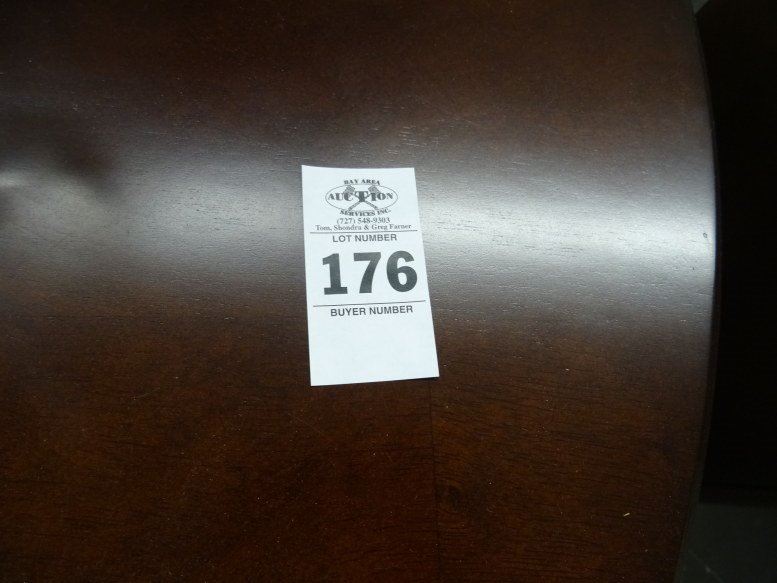 BAY AREA
AUCTION
SERVICES INC.
(727) 548-9303
Tom, Shondra & Greg Farner
LOT NUMBER
176
BUYER NUMBER